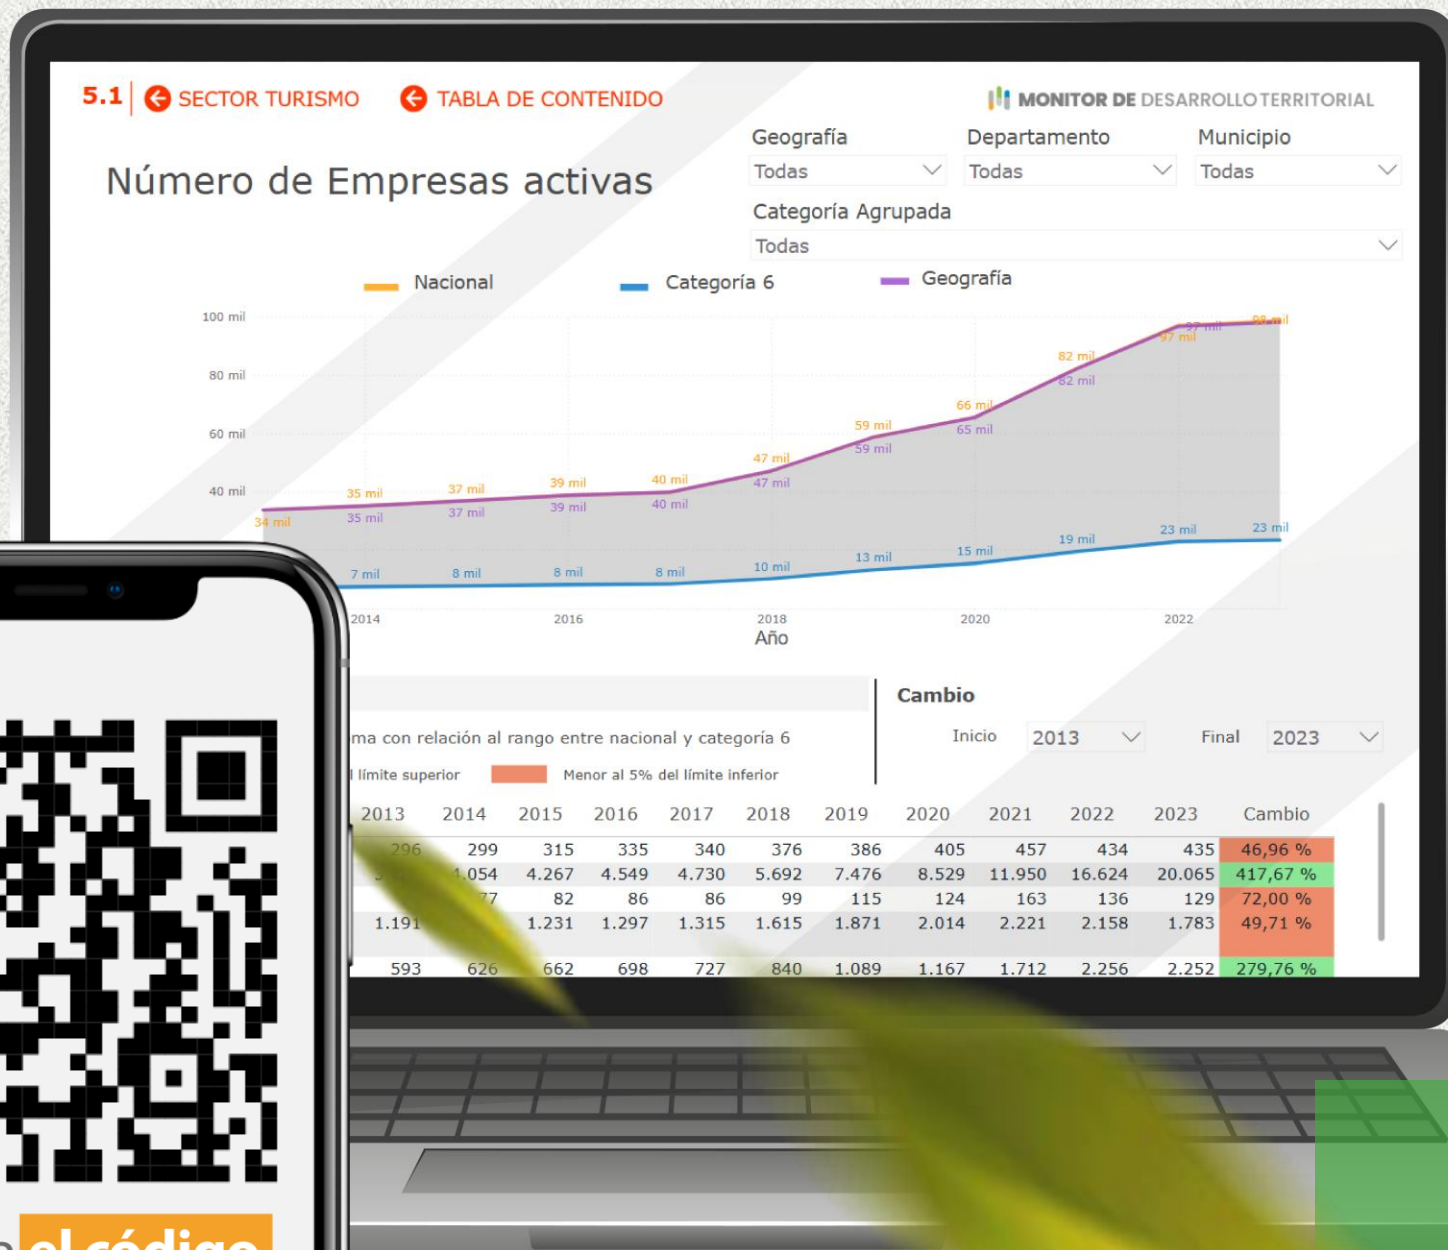 5.1 SECTOR TURISMO TABLA DE CONTENIDO
MONITOR DE DESARROLLO TERRITORIAL
Número de Empresas activas
Geografía Departamento Municipio
Todas Todas Todas
Categoría Agrupada
Todas
Nacional Categoría 6 Geografía
100 mil
80 mil
60 mil
40 mil
34 mil 35 mil 37 mil 39 mil 40 mil 47 mil 59 mil 66 mil 82 mil 97 mil 98 mil
35 mil 37 mil 39 mil 40 mil 47 mil 59 mil 65 mil 82 mil 97 mil
7 mil 8 mil 8 mil 8 mil 10 mil 13 mil 15 mil 19 mil 23 mil 23 mil
2014 2016 2018 2020 2022
Año
Cambio
con relación al rango entre nacional y categoría 6
Inicio 2013 Final 2023
límite superior Menor al 5% del límite inferior
2013 2014 2015 2016 2017 2018 2019 2020 2021 2022 2023 Cambio
296 299 315 335 340 376 386 405 457 434 435 46,96 %
4.054 4.267 4.549 4.730 5.692 7.476 8.529 11.950 16.624 20.065 417,67 %
77 82 86 86 99 115 124 163 136 129 72,00 %
1.191 1.231 1.297 1.315 1.615 1.871 2.014 2.221 2.158 1.783 49,71 %
593 626 662 698 727 840 1.089 1.167 1.712 2.256 2.252 279,76 %
el código